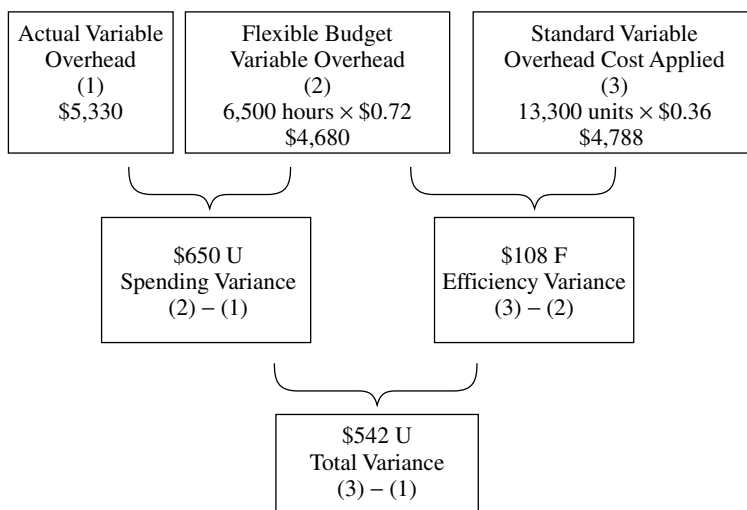 Actual Variable
Overhead
(1)
$5,330
Flexible Budget
Variable Overhead
(2)
6,500 hours × $0.72
$4,680
Standard Variable
Overhead Cost Applied
(3)
13,300 units × $0.36
$4,788
$650 U
Spending Variance
(2) − (1)
$108 F
Efficiency Variance
(3) − (2)
$542 U
Total Variance
(3) − (1)